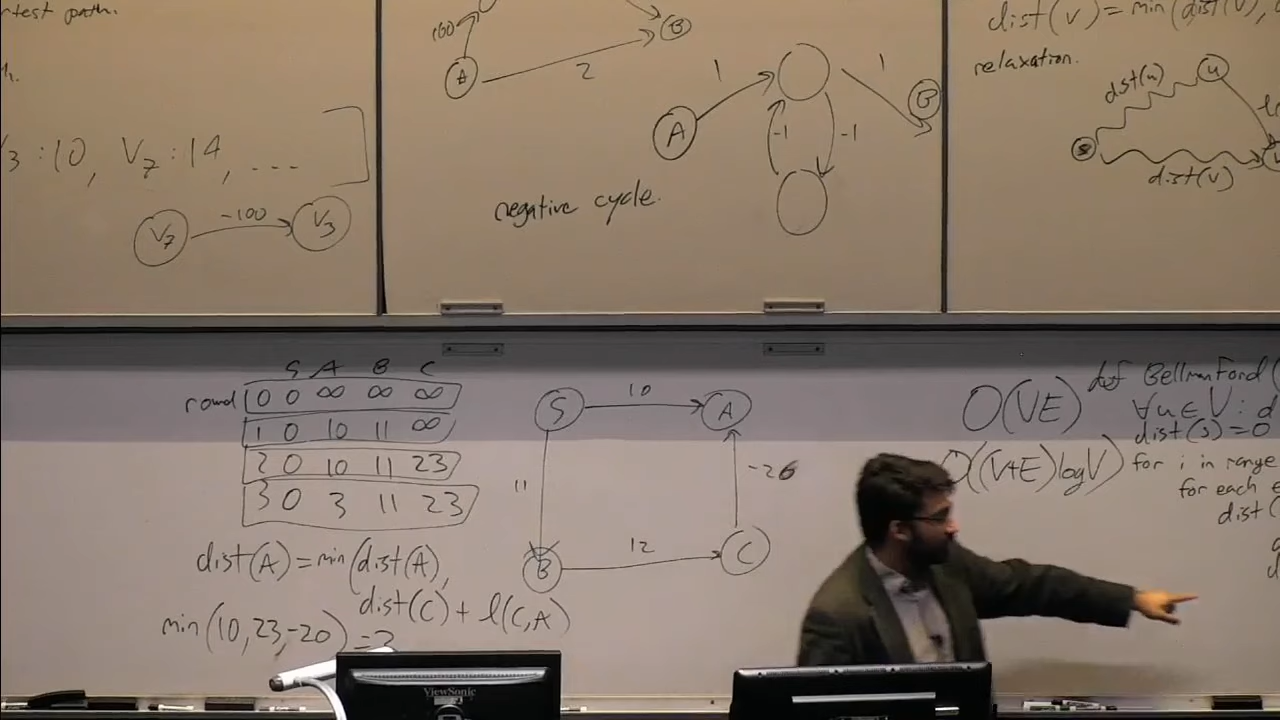 rtest path.
V3 : 10, V7 : 14, ...
V7 -100 V3
100
A 2 B
A 1 1 B
-1 -1
negative cycle.
dist(v) = min(dist(v),
relaxation.
dist(u) u
s
dist(v)
S A B C
round 0 0 ∞ ∞ ∞
1 0 10 11 ∞
2 0 10 11 23
3 0 3 11 23
dist(A) = min(dist(A),
dist(C) + l(C,A)
min(10, 23, -20) = 3
S 10 A
11 -26
B 12 C
O(VE)
O((V+E)logV)
def BellmanFord(
∀u ∈ V : d
dist(s) = 0
for i in range
for each e
dist(
ViewSonic